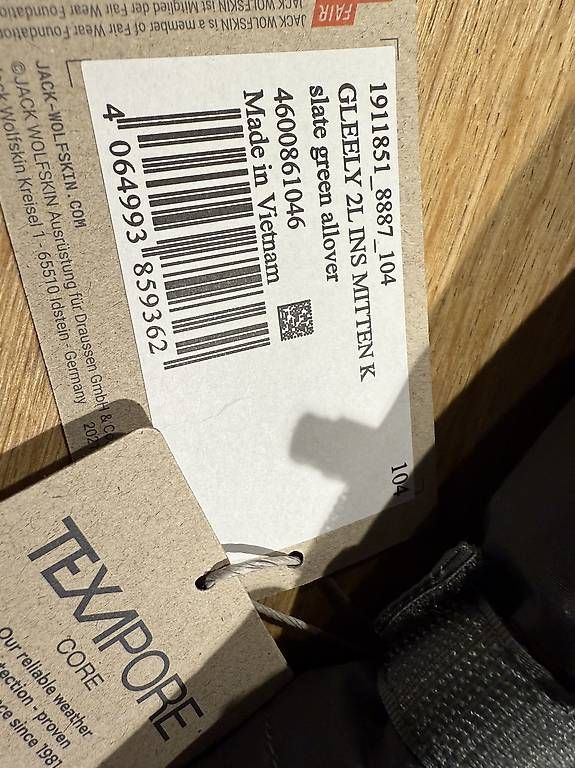 1911851_8887_104
GLEELY 2L INS MITTEN K
slate green allover
4600861046
Made in Vietnam
4 064993 859362
104
FAIR
JACK WOLFSKIN ist Mitglied der Fair Wear Foundation
JACK WOLFSKIN is a member of Fair Wear Foundation
JACK-WOLFSKIN.COM
©JACK WOLFSKIN Ausrüstung für Draussen GmbH & Co
Jack Wolfskin Kreisel 1 - 65510 Idstein - Germany
TEXAPORE
CORE
Our reliable weather
protection - proven
since 1981